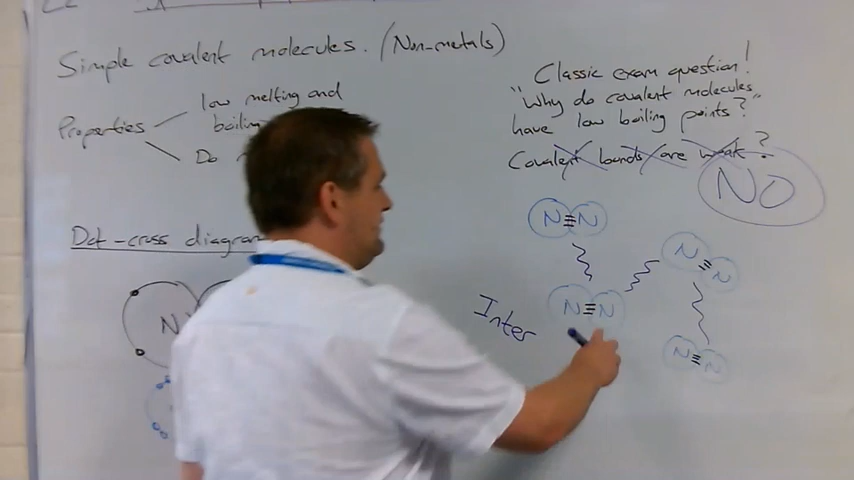 Simple covalent molecules. (Non-metals)
Properties
low melting and
boiling
Do
Dot-cross diagram
N
Classic exam question!
"Why do covalent molecules
have low boiling points?"
Covalent bonds are weak?
NO
N≡N
N≡N
N≡N
N≡N
Inter